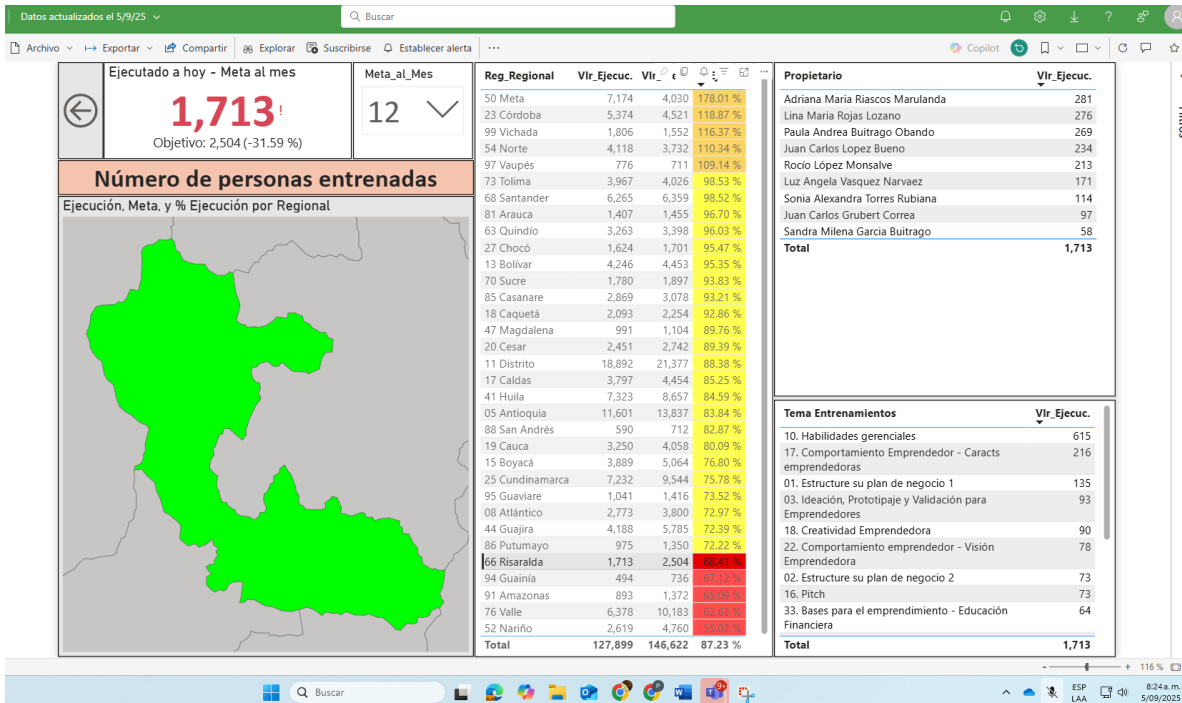 Datos actualizados el 5/9/25
Buscar
Archivo Exportar Compartir Explorar Suscribirse Establecer alerta ... Copilot
Ejecutado a hoy - Meta al mes
1,713!
Objetivo: 2,504 (-31.59 %)
Meta_al_Mes
12
Número de personas entrenadas
Ejecución, Meta, y % Ejecución por Regional
Reg_Regional Vlr_Ejecuc.
50 Meta 7,174 4,030 178.01 %
23 Córdoba 5,374 4,521 118.87 %
99 Vichada 1,806 1,552 116.37 %
54 Norte 4,118 3,732 110.34 %
97 Vaupés 776 711 109.14 %
73 Tolima 3,967 4,026 98.53 %
68 Santander 6,265 6,359 98.52 %
81 Arauca 1,407 1,455 96.70 %
63 Quindío 3,263 3,398 96.03 %
27 Chocó 1,624 1,701 95.47 %
13 Bolívar 4,246 4,453 95.35 %
70 Sucre 1,780 1,897 93.83 %
85 Casanare 2,869 3,078 93.21 %
18 Caquetá 2,093 2,254 92.86 %
47 Magdalena 991 1,104 89.76 %
20 Cesar 2,451 2,742 89.39 %
11 Distrito 18,892 21,377 88.38 %
17 Caldas 3,797 4,454 85.25 %
41 Huila 7,323 8,657 84.59 %
05 Antioquia 11,601 13,837 83.84 %
88 San Andrés 590 712 82.87 %
19 Cauca 3,250 4,058 80.09 %
15 Boyacá 3,889 5,064 76.80 %
25 Cundinamarca 7,232 9,544 75.78 %
95 Guaviare 1,041 1,416 73.52 %
08 Atlántico 2,773 3,800 72.97 %
44 Guajira 4,188 5,785 72.39 %
86 Putumayo 975 1,350 72.22 %
66 Risaralda 1,713 2,504 68.41 %
94 Guainía 494 736 67.12 %
91 Amazonas 893 1,372 65.09 %
76 Valle 6,378 10,183 62.63 %
52 Nariño 2,619 4,760 55.02 %
Total 127,899 146,622 87.23 %
Propietario Vlr_Ejecuc.
Adriana Maria Riascos Marulanda 281
Lina Maria Rojas Lozano 276
Paula Andrea Buitrago Obando 269
Juan Carlos Lopez Bueno 234
Rocío López Monsalve 213
Luz Angela Vasquez Narvaez 171
Sonia Alexandra Torres Rubiana 114
Juan Carlos Grubert Correa 97
Sandra Milena Garcia Buitrago 58
Total 1,713
Tema Entrenamientos Vlr_Ejecuc.
10. Habilidades gerenciales 615
17. Comportamiento Emprendedor - Caracts 216
emprendedoras
01. Estructure su plan de negocio 1 135
03. Ideación, Prototipaje y Validación para 93
Emprendedores
18. Creatividad Emprendedora 90
22. Comportamiento emprendedor - Visión 78
Emprendedora
02. Estructure su plan de negocio 2 73
16. Pitch 73
33. Bases para el emprendimiento - Educación 64
Financiera
Total 1,713
- + 116 %
Buscar
9+
ESP
LAA
8:24 a.m.
5/09/2025